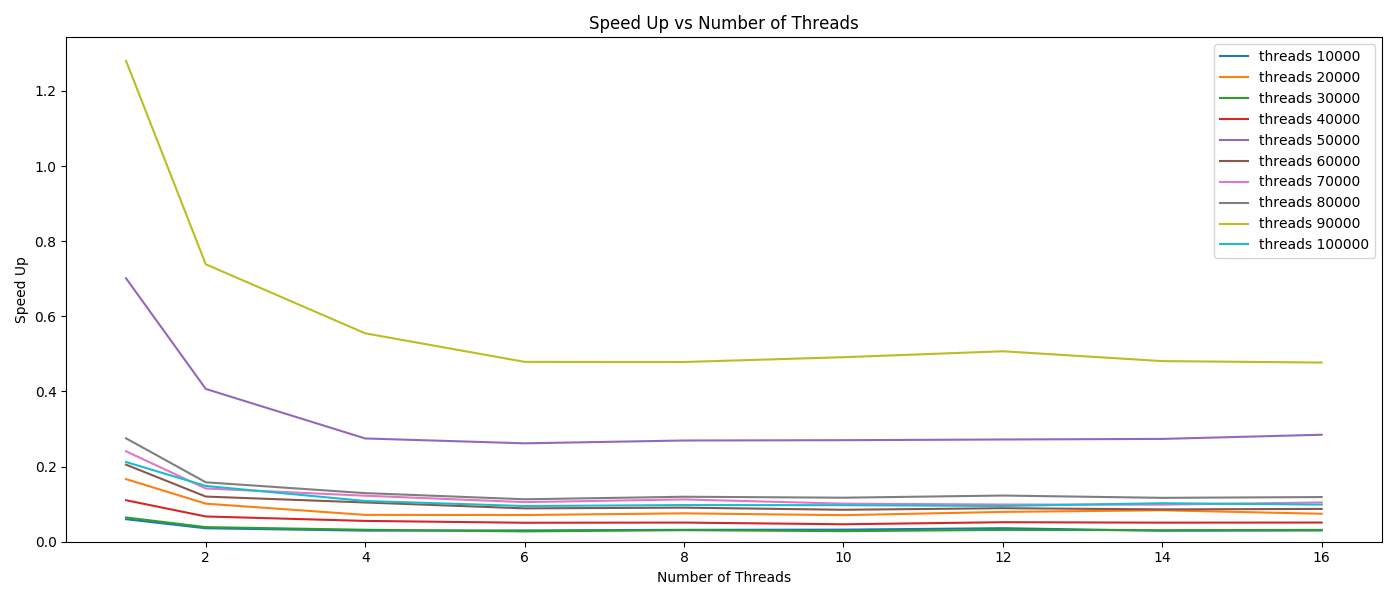 Speed Up vs Number of Threads
Speed Up
1.2
1.0
0.8
0.6
0.4
0.2
0.0
2 4 6 8 10 12 14 16
Number of Threads
threads 10000
threads 20000
threads 30000
threads 40000
threads 50000
threads 60000
threads 70000
threads 80000
threads 90000
threads 100000